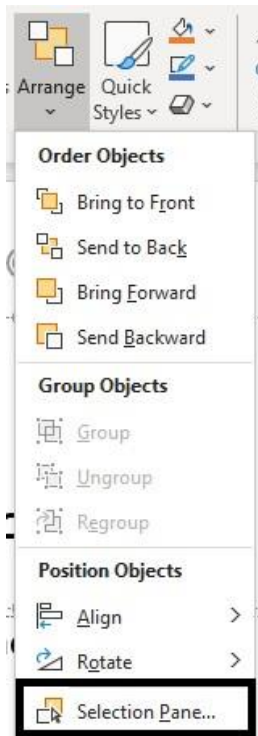 Arrange
Quick
Styles
Order Objects
Bring to Front
Send to Back
Bring Forward
Send Backward
Group Objects
Group
Ungroup
Regroup
Position Objects
Align
Rotate
Selection Pane...